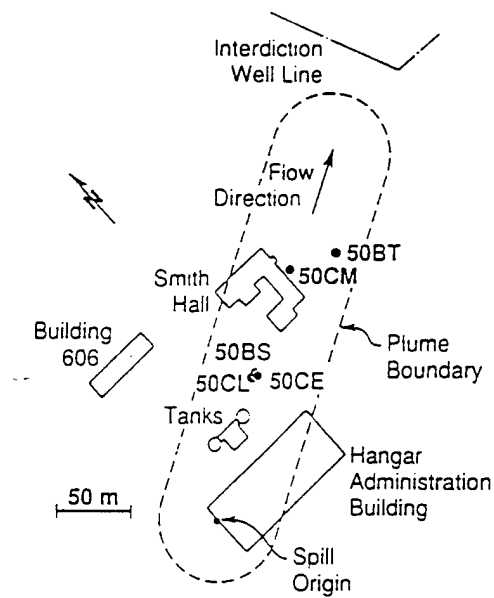 Interdiction
Well Line
Flow
Direction
N
50BT
50CM
Smith
Hall
Building
606
50BS
50CL
50CE
Plume
Boundary
Tanks
Hangar
Administration
Building
50 m
Spill
Origin